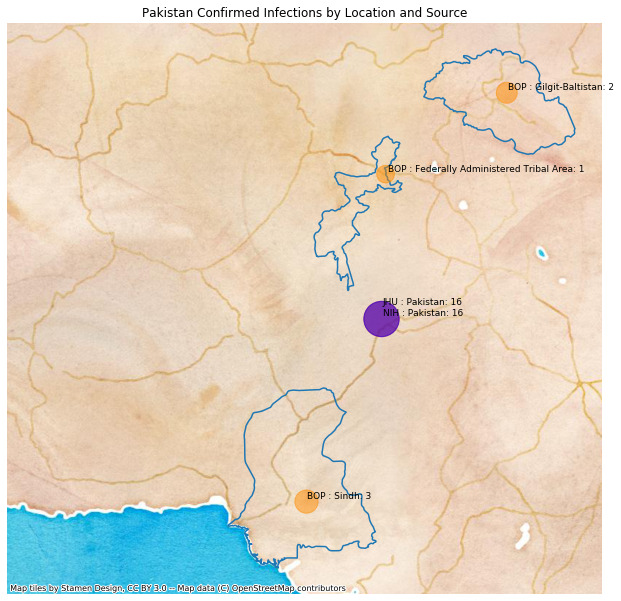 Pakistan Confirmed Infections by Location and Source
BOP : Gilgit-Baltistan: 2
BOP : Federally Administered Tribal Area: 1
JHU : Pakistan: 16
NIH : Pakistan: 16
BOP : Sindh: 3
Map tiles by Stamen Design, CC BY 3.0 -- Map data (C) OpenStreetMap contributors